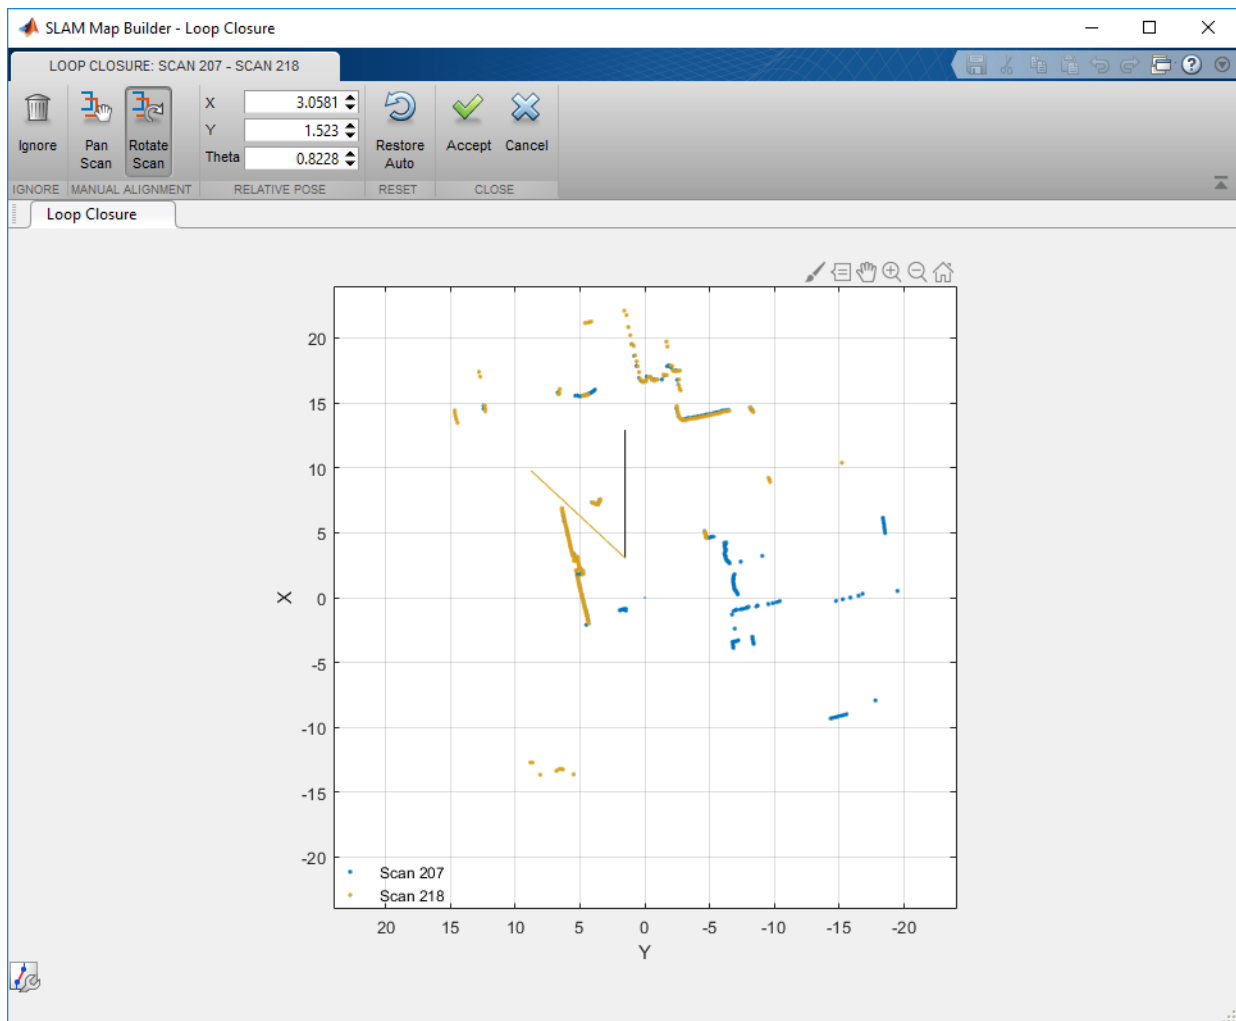 SLAM Map Builder - Loop Closure
LOOP CLOSURE: SCAN 207 - SCAN 218
Ignore
Pan Scan
Rotate Scan
X 3.0581
Y 1.523
Theta 0.8228
Restore Auto
Accept
Cancel
IGNORE
MANUAL ALIGNMENT
RELATIVE POSE
RESET
CLOSE
Loop Closure
20
15
10
5
0
-5
-10
-15
-20
X
Scan 207
Scan 218
20 15 10 5 0 -5 -10 -15 -20
Y